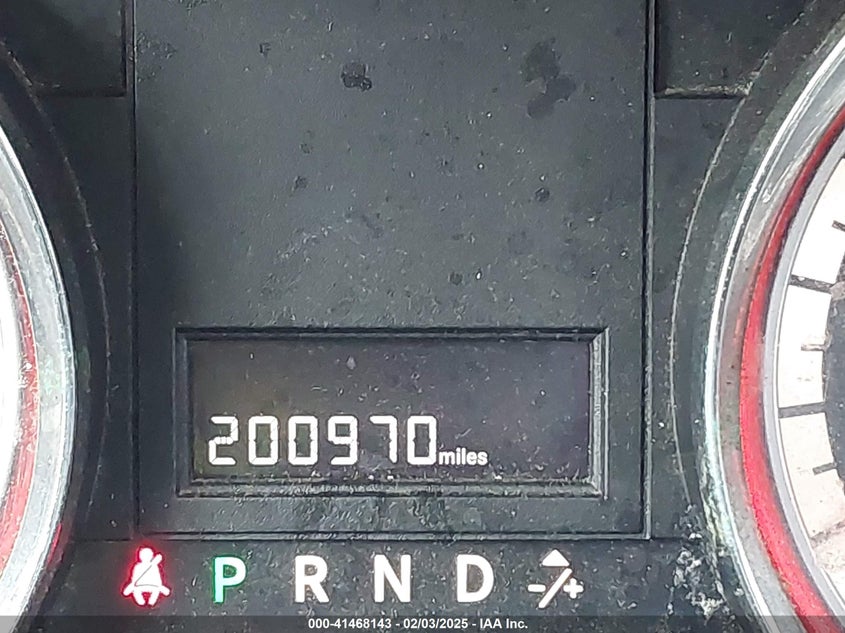 200970miles
P R N D -/+
000-41468143 - 02/03/2025 - IAA Inc.